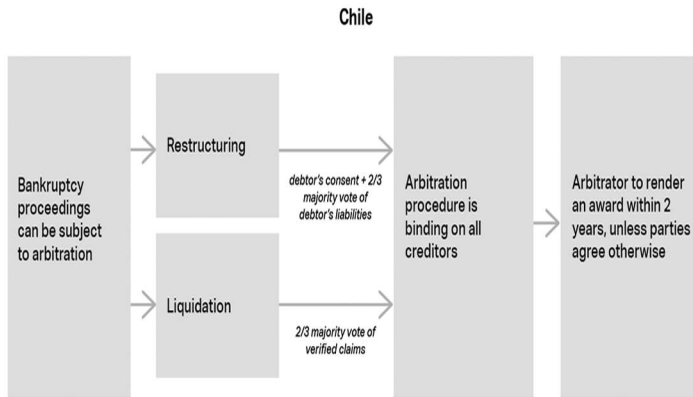 Chile
Bankruptcy
proceedings
can be subject
to arbitration
Restructuring
debtor's consent + 2/3
majority vote of
debtor's liabilities
Liquidation
2/3 majority vote of
verified claims
Arbitration
procedure is
binding on all
creditors
Arbitrator to render
an award within 2
years, unless parties
agree otherwise